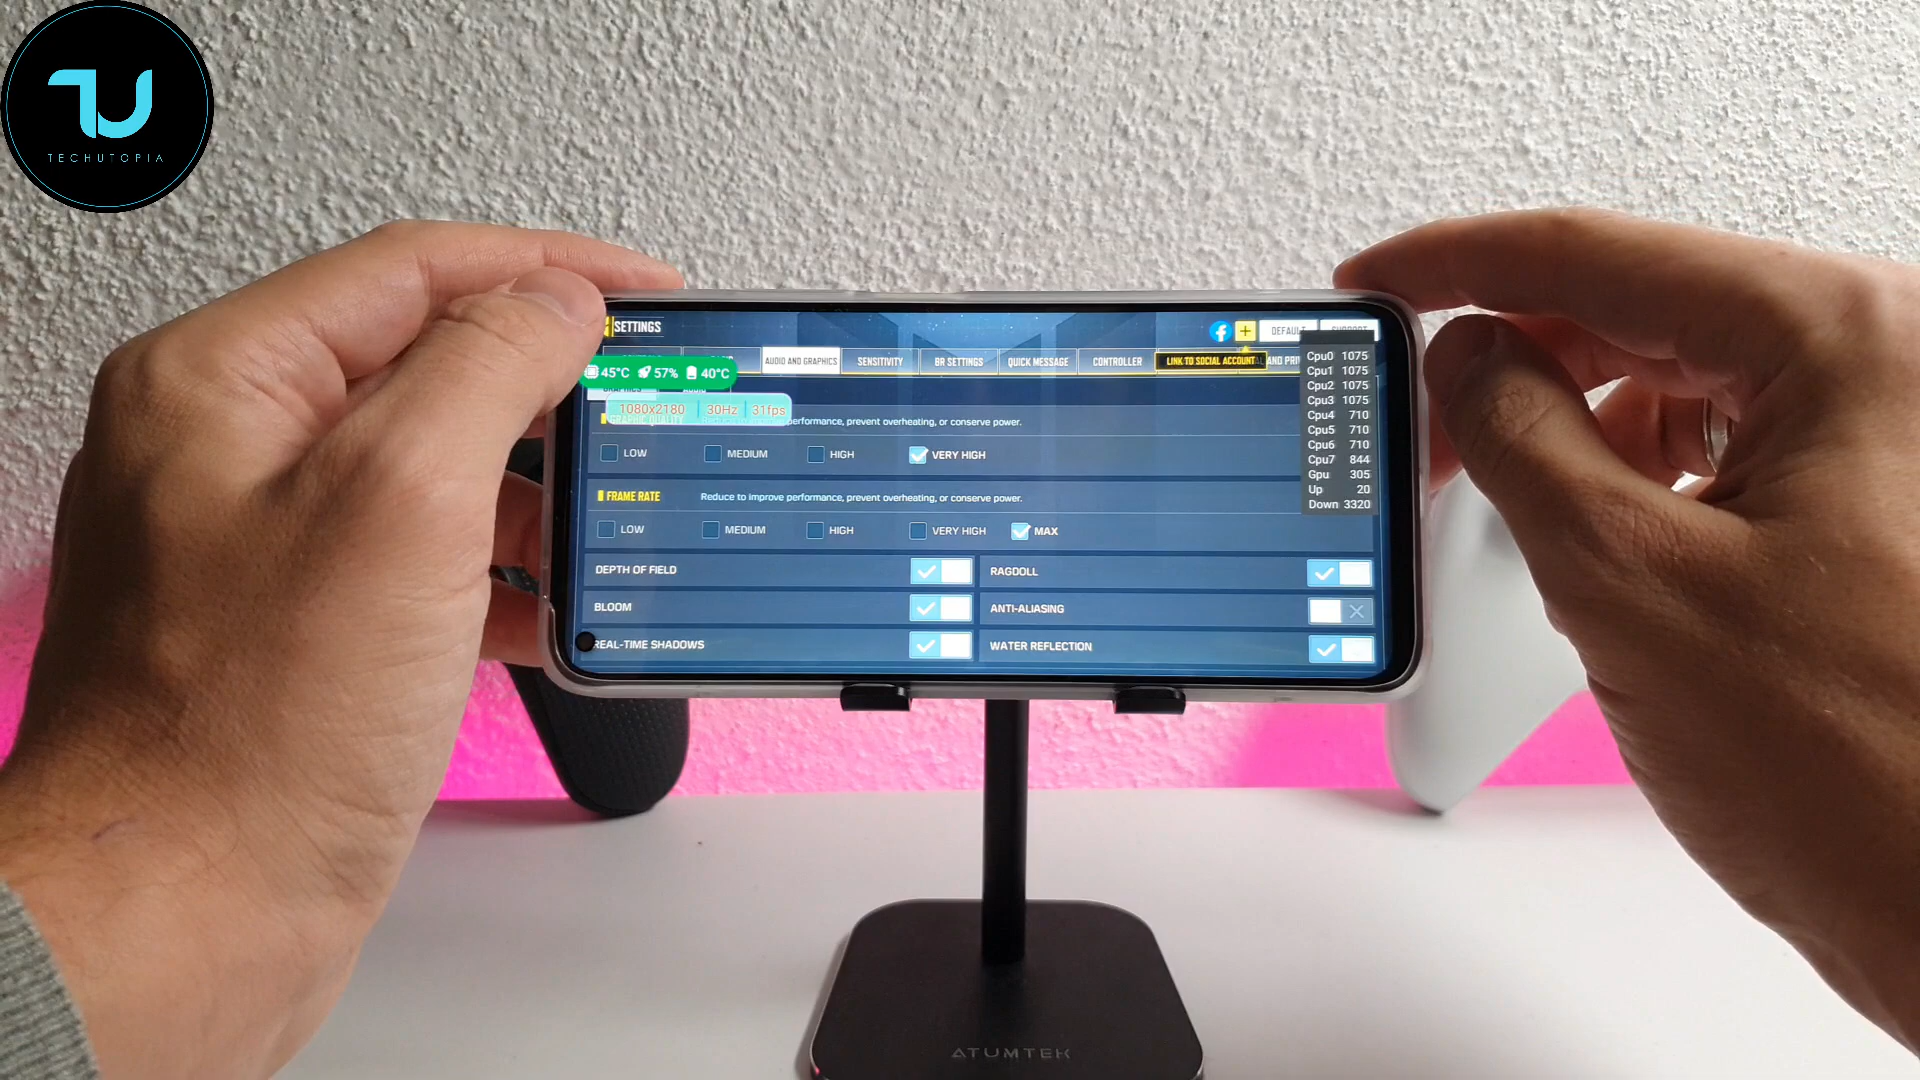 TU
TECHUTOPIA
SETTINGS
DEFAULT
SUPPORT
AUDIO AND GRAPHICS
SENSITIVITY
BR SETTINGS
QUICK MESSAGE
CONTROLLER
LINK TO SOCIAL ACCOUNT
45°C 57% 40°C
1080x2180 30Hz 31fps
performance, prevent overheating, or conserve power.
LOW MEDIUM HIGH VERY HIGH
FRAME RATE Reduce to improve performance, prevent overheating, or conserve power.
LOW MEDIUM HIGH VERY HIGH MAX
DEPTH OF FIELD RAGDOLL
BLOOM ANTI-ALIASING
REAL-TIME SHADOWS WATER REFLECTION
Cpu0 1075
Cpu1 1075
Cpu2 1075
Cpu3 1075
Cpu4 710
Cpu5 710
Cpu6 710
Cpu7 844
Gpu 305
Up 20
Down 3320
ATUMTEK